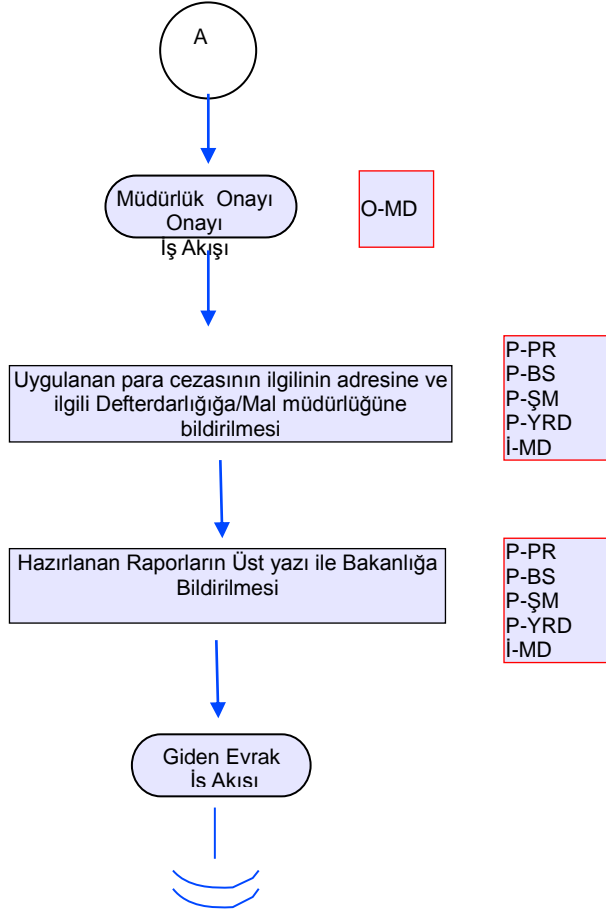 A
Müdürlük Onayı
Onayı
İş Akışı
O-MD
Uygulanan para cezasının ilgilinin adresine ve
ilgili Defterdarlığığa/Mal müdürlüğüne
bildirilmesi
P-PR
P-BS
P-ŞM
P-YRD
İ-MD
Hazırlanan Raporların Üst yazı ile Bakanlığa
Bildirilmesi
P-PR
P-BS
P-ŞM
P-YRD
İ-MD
Giden Evrak
İş Akışı